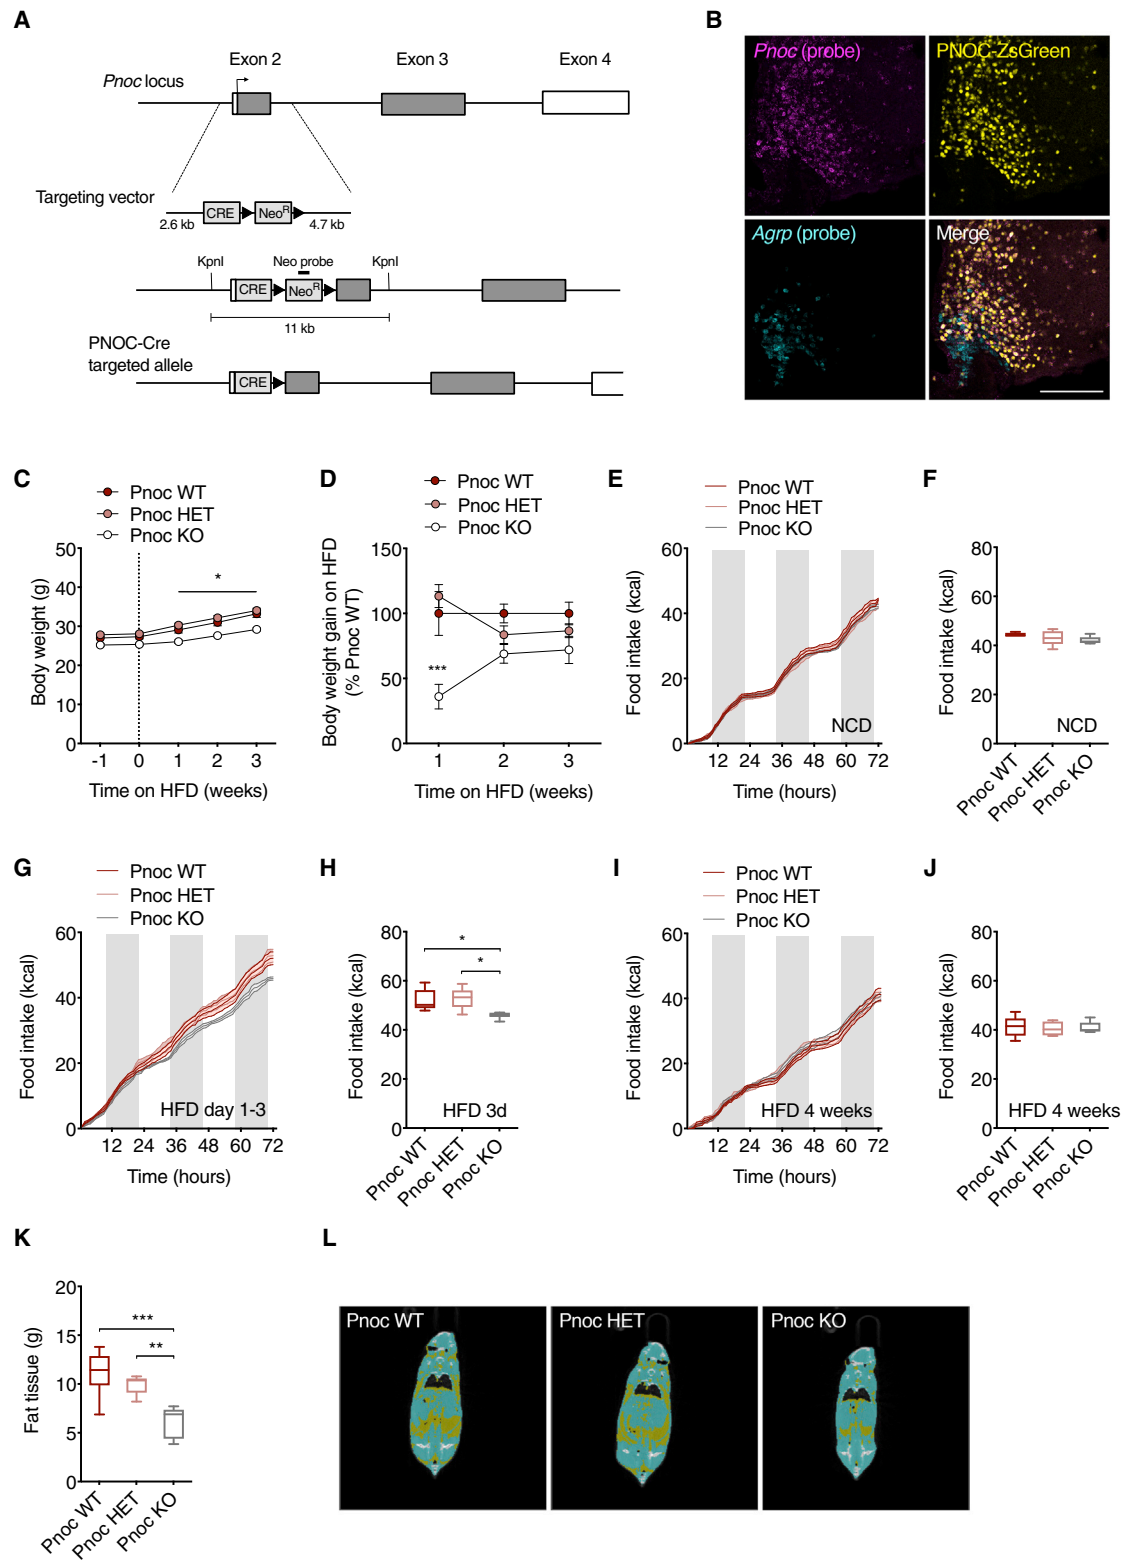 A
Exon 2
Exon 3
Exon 4
Pnoc locus
Targeting vector
CRE
NeoR
2.6 kb
4.7 kb
KpnI
Neo probe
KpnI
CRE
NeoR
11 kb
PNOC-Cre
targeted allele
CRE
B
Pnoc (probe)
PNOC-ZsGreen
Agrp (probe)
Merge
C
Pnoc WT
Pnoc HET
Pnoc KO
Body weight (g)
50
40
30
20
10
0
*
-1 0 1 2 3
Time on HFD (weeks)
D
Pnoc WT
Pnoc HET
Pnoc KO
Body weight gain on HFD
(% Pnoc WT)
150
100
50
0
***
1 2 3
Time on HFD (weeks)
E
Pnoc WT
Pnoc HET
Pnoc KO
Food intake (kcal)
60
40
20
0
NCD
12 24 36 48 60 72
Time (hours)
F
Food intake (kcal)
80
60
40
20
0
NCD
Pnoc WT
Pnoc HET
Pnoc KO
G
Pnoc WT
Pnoc HET
Pnoc KO
Food intake (kcal)
60
40
20
0
HFD day 1-3
12 24 36 48 60 72
Time (hours)
H
Food intake (kcal)
80
60
40
20
0
*
*
HFD 3d
Pnoc WT
Pnoc HET
Pnoc KO
I
Pnoc WT
Pnoc HET
Pnoc KO
Food intake (kcal)
60
40
20
0
HFD 4 weeks
12 24 36 48 60 72
Time (hours)
J
Food intake (kcal)
80
60
40
20
0
HFD 4 weeks
Pnoc WT
Pnoc HET
Pnoc KO
K
Fat tissue (g)
20
15
10
5
0
***
**
Pnoc WT
Pnoc HET
Pnoc KO
L
Pnoc WT
Pnoc HET
Pnoc KO